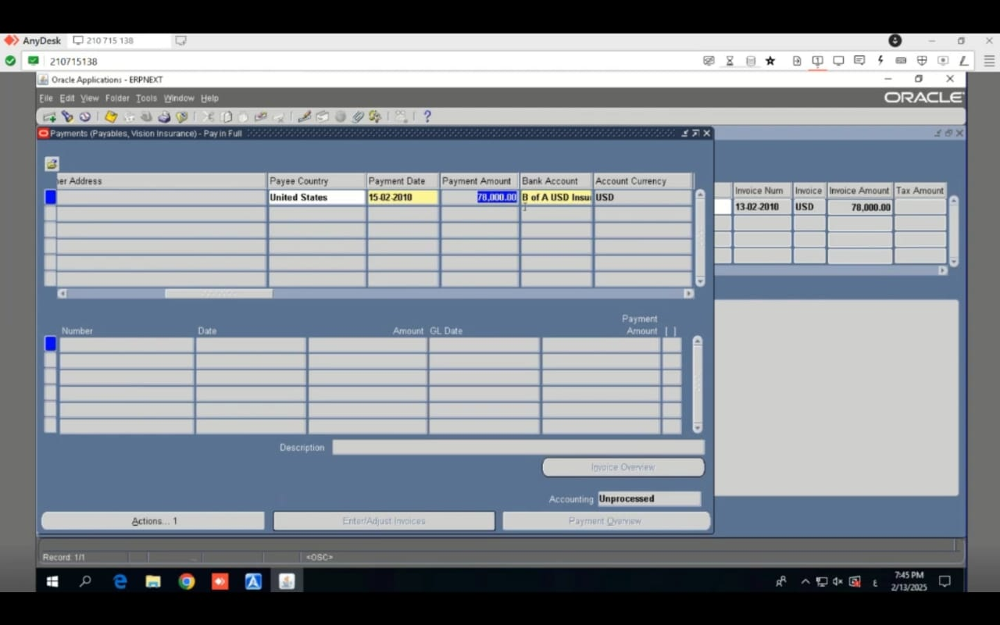 AnyDesk 210 715 138
210715138
Oracle Applications - ERPNEXT
File Edit View Folder Tools Window Help
ORACLE
Payments (Payables, Vision Insurance) - Pay in Full
er Address Payee Country Payment Date Payment Amount Bank Account Account Currency
United States 15-02-2010 78,000.00 B of A USD Insu USD
Invoice Num Invoice Invoice Amount Tax Amount
13-02-2010 USD 78,000.00
Payment
Number Date Amount GL Date Amount [ ]
Description
Invoice Overview
Accounting Unprocessed
Actions... 1 Enter/Adjust Invoices Payment Overview
Record: 1/1 ... <OSC>
7:45 PM
ع
2/13/2025